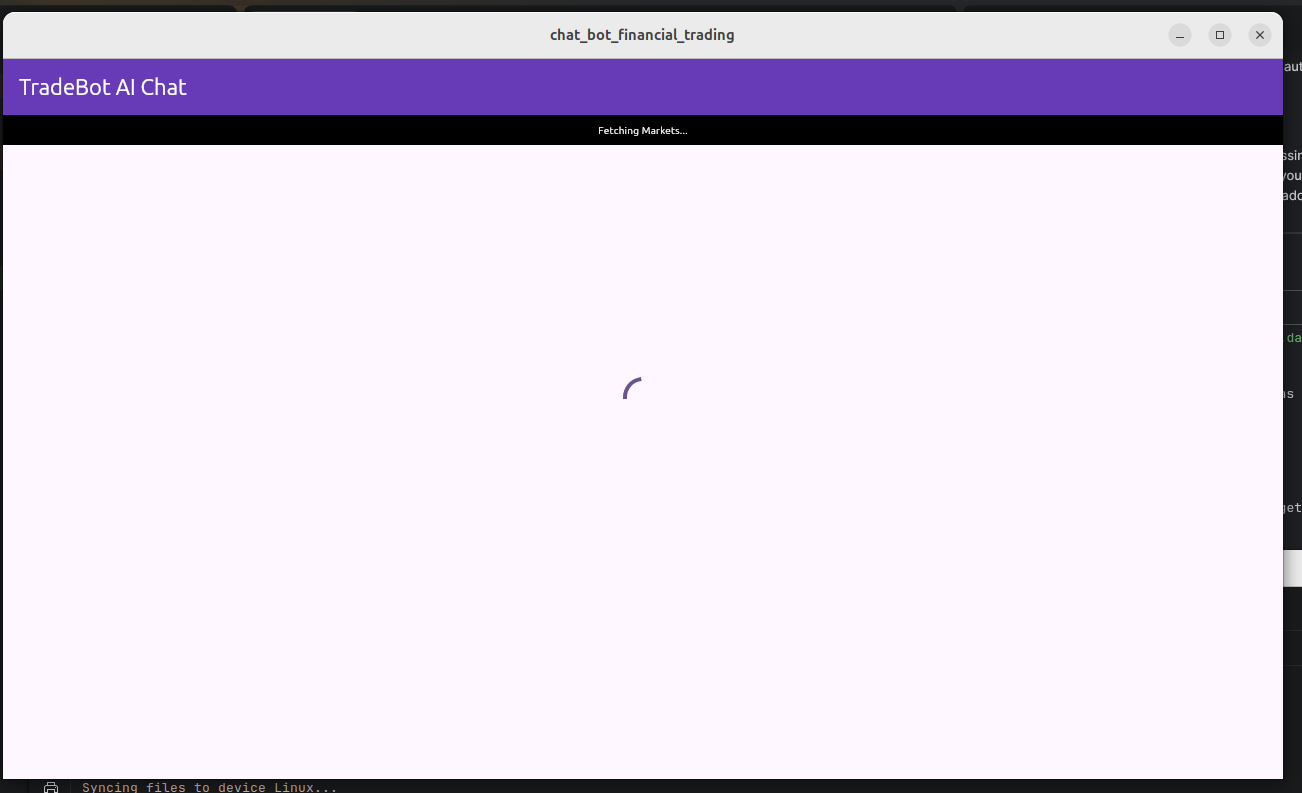 chat_bot_financial_trading
TradeBot AI Chat
Fetching Markets...
Syncing files to device Linux...